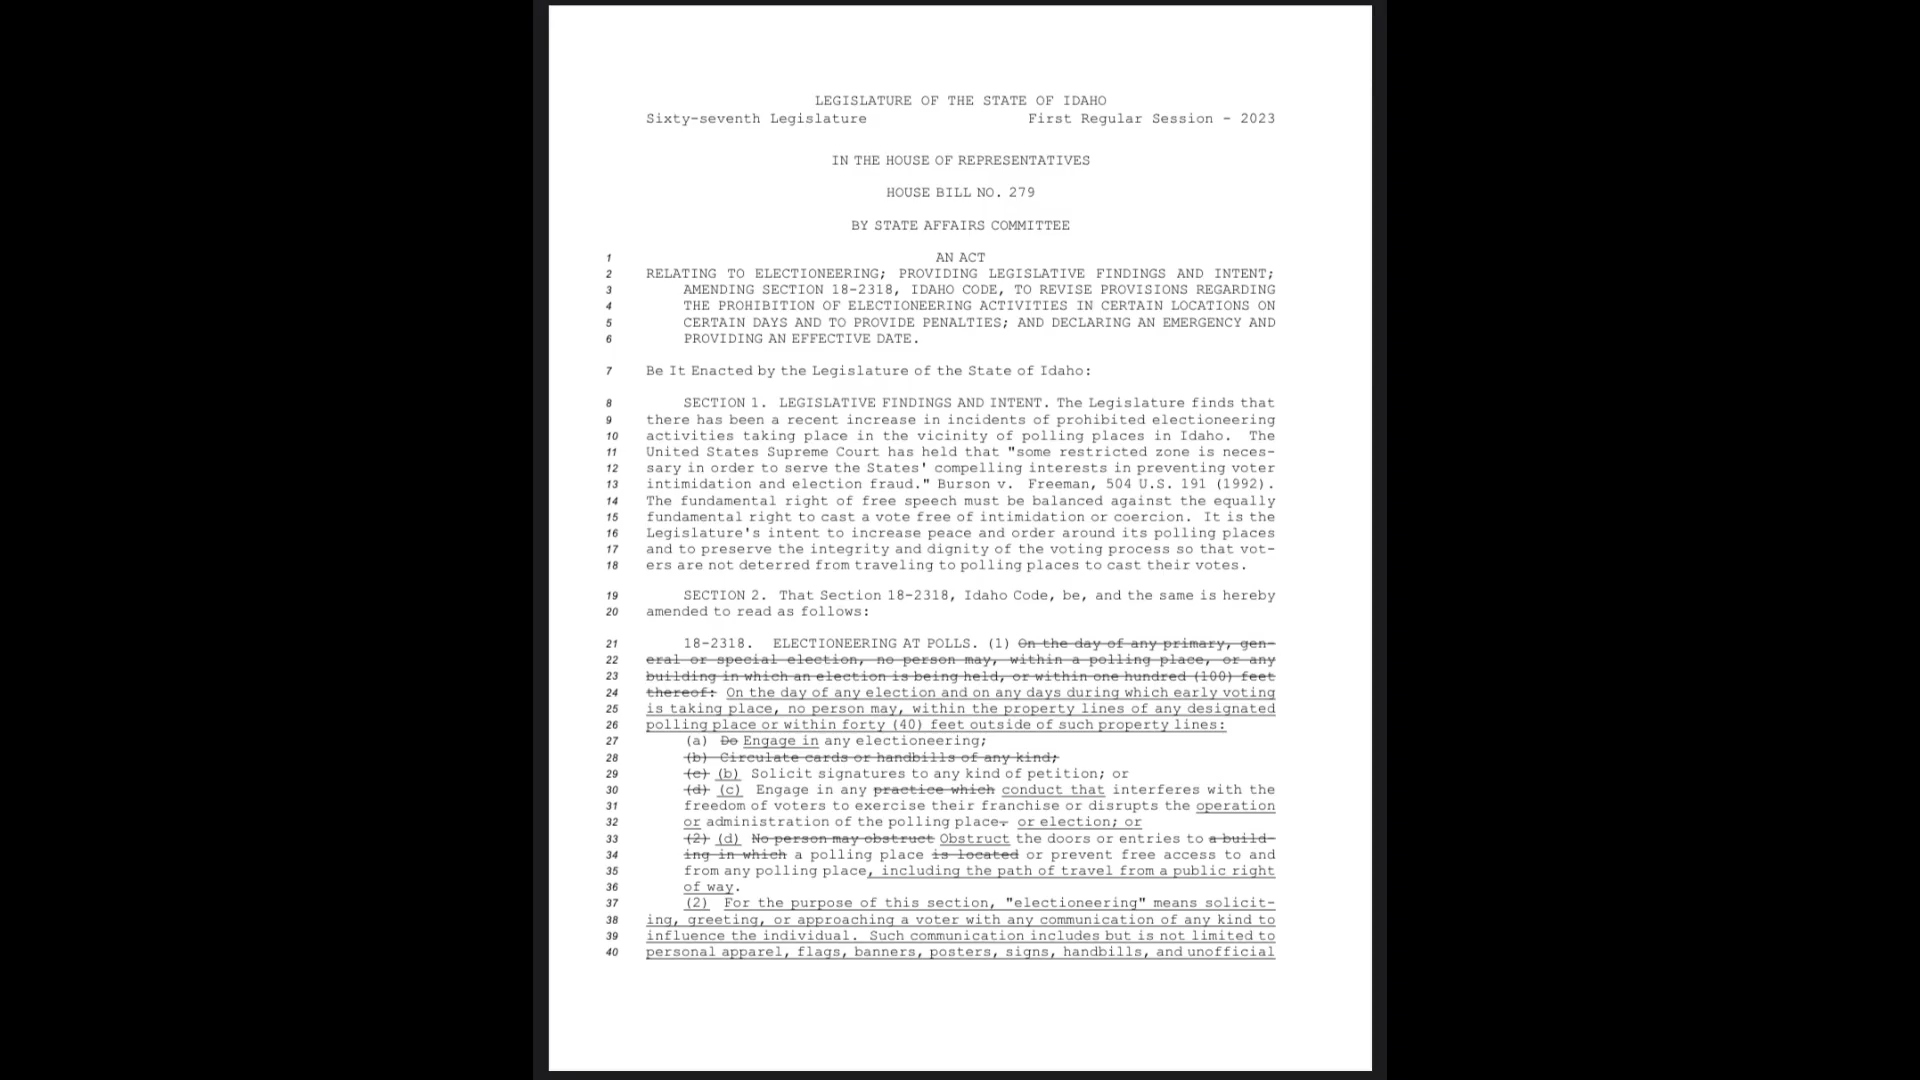 LEGISLATURE OF THE STATE OF IDAHO
Sixty-seventh Legislature First Regular Session - 2023
IN THE HOUSE OF REPRESENTATIVES
HOUSE BILL NO. 279
BY STATE AFFAIRS COMMITTEE
1 AN ACT
2 RELATING TO ELECTIONEERING; PROVIDING LEGISLATIVE FINDINGS AND INTENT;
3 AMENDING SECTION 18-2318, IDAHO CODE, TO REVISE PROVISIONS REGARDING
4 THE PROHIBITION OF ELECTIONEERING ACTIVITIES IN CERTAIN LOCATIONS ON
5 CERTAIN DAYS AND TO PROVIDE PENALTIES; AND DECLARING AN EMERGENCY AND
6 PROVIDING AN EFFECTIVE DATE.
7 Be It Enacted by the Legislature of the State of Idaho:
8 SECTION 1. LEGISLATIVE FINDINGS AND INTENT. The Legislature finds that
9 there has been a recent increase in incidents of prohibited electioneering
10 activities taking place in the vicinity of polling places in Idaho. The
11 United States Supreme Court has held that "some restricted zone is neces-
12 sary in order to serve the States' compelling interests in preventing voter
13 intimidation and election fraud." Burson v. Freeman, 504 U.S. 191 (1992).
14 The fundamental right of free speech must be balanced against the equally
15 fundamental right to cast a vote free of intimidation or coercion. It is the
16 Legislature's intent to increase peace and order around its polling places
17 and to preserve the integrity and dignity of the voting process so that vot-
18 ers are not deterred from traveling to polling places to cast their votes.
19 SECTION 2. That Section 18-2318, Idaho Code, be, and the same is hereby
20 amended to read as follows:
21 18-2318. ELECTIONEERING AT POLLS. (1) On the day of any primary, gen-
22 eral or special election, no person may, within a polling place, or any
23 building in which an election is being held, or within one hundred (100) feet
24 thereof: On the day of any election and on any days during which early voting
25 is taking place, no person may, within the property lines of any designated
26 polling place or within forty (40) feet outside of such property lines:
27 (a) Do Engage in any electioneering;
28 (b) Circulate cards or handbills of any kind;
29 (c) (b) Solicit signatures to any kind of petition; or
30 (d) (c) Engage in any practice which conduct that interferes with the
31 freedom of voters to exercise their franchise or disrupts the operation
32 or administration of the polling place. or election; or
33 (2) (d) No person may obstruct Obstruct the doors or entries to a build-
34 ing in which a polling place is located or prevent free access to and
35 from any polling place, including the path of travel from a public right
36 of way.
37 (2) For the purpose of this section, "electioneering" means solicit-
38 ing, greeting, or approaching a voter with any communication of any kind to
39 influence the individual. Such communication includes but is not limited to
40 personal apparel, flags, banners, posters, signs, handbills, and unofficial